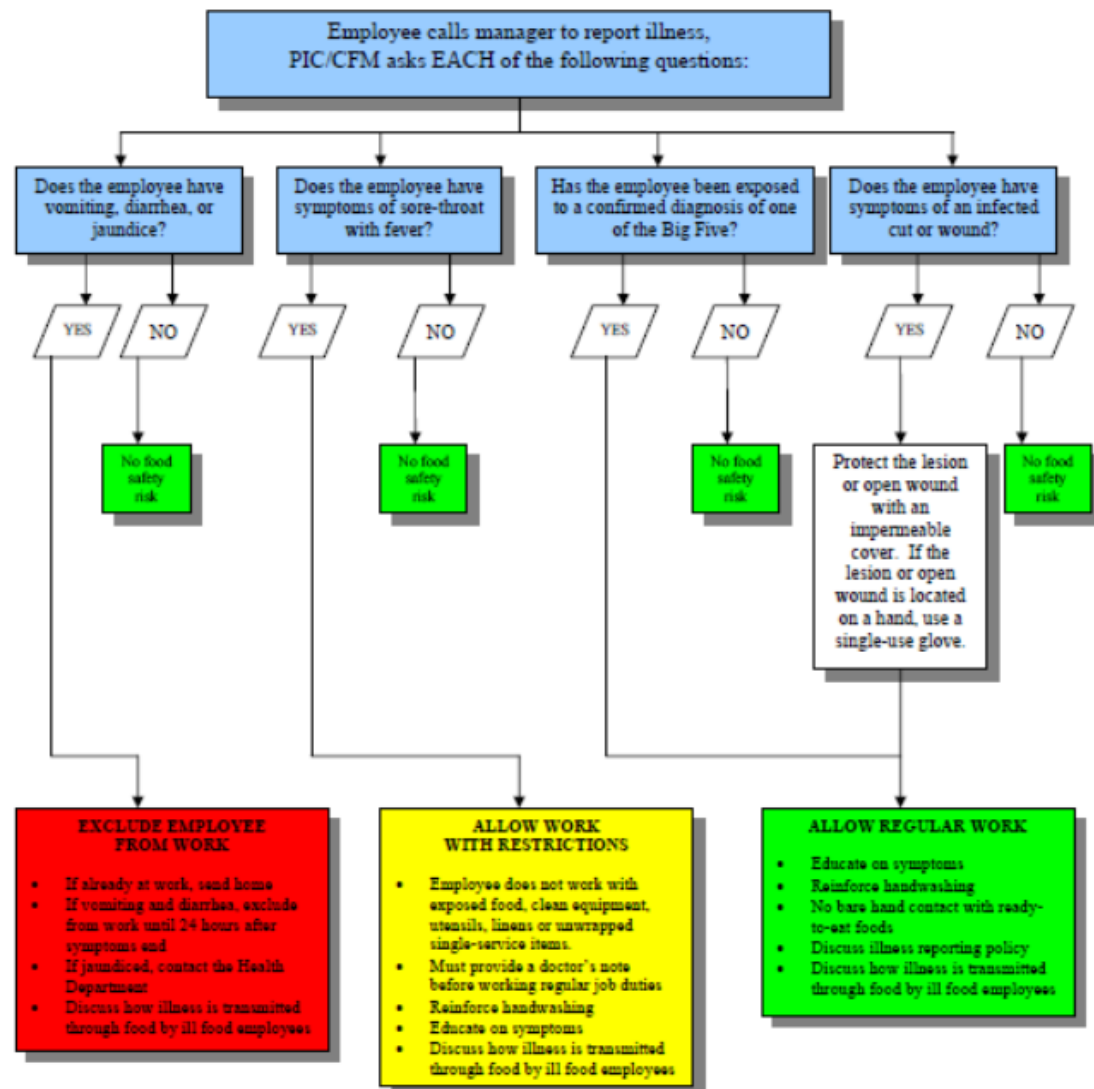 Employee calls manager to report illness,
PIC/CFM asks EACH of the following questions:
Does the employee have
vomiting, diarrhea, or
jaundice?
Does the employee have
symptoms of sore-throat
with fever?
Has the employee been exposed
to a confirmed diagnosis of one
of the Big Five?
Does the employee have
symptoms of an infected
cut or wound?
YES
NO
YES
NO
YES
NO
YES
NO
No food
safety
risk
No food
safety
risk
No food
safety
risk
Protect the lesion
or open wound
with an
impermeable
cover. If the
lesion or open
wound is located
on a hand, use a
single-use glove.
No food
safety
risk
EXCLUDE EMPLOYEE
FROM WORK
• If already at work, send home
• If vomiting and diarrhea, exclude
from work until 24 hours after
symptoms end
• If jaundiced, contact the Health
Department
• Discuss how illness is transmitted
through food by ill food employees
ALLOW WORK
WITH RESTRICTIONS
• Employee does not work with
exposed food, clean equipment,
utensils, linens or unwrapped
single-service items.
• Must provide a doctor's note
before working regular job duties
• Reinforce handwashing
• Educate on symptoms
• Discuss how illness is transmitted
through food by ill food employees
ALLOW REGULAR WORK
• Educate on symptoms
• Reinforce handwashing
• No bare hand contact with ready-
to-eat foods
• Discuss illness reporting policy
• Discuss how illness is transmitted
through food by ill food employees